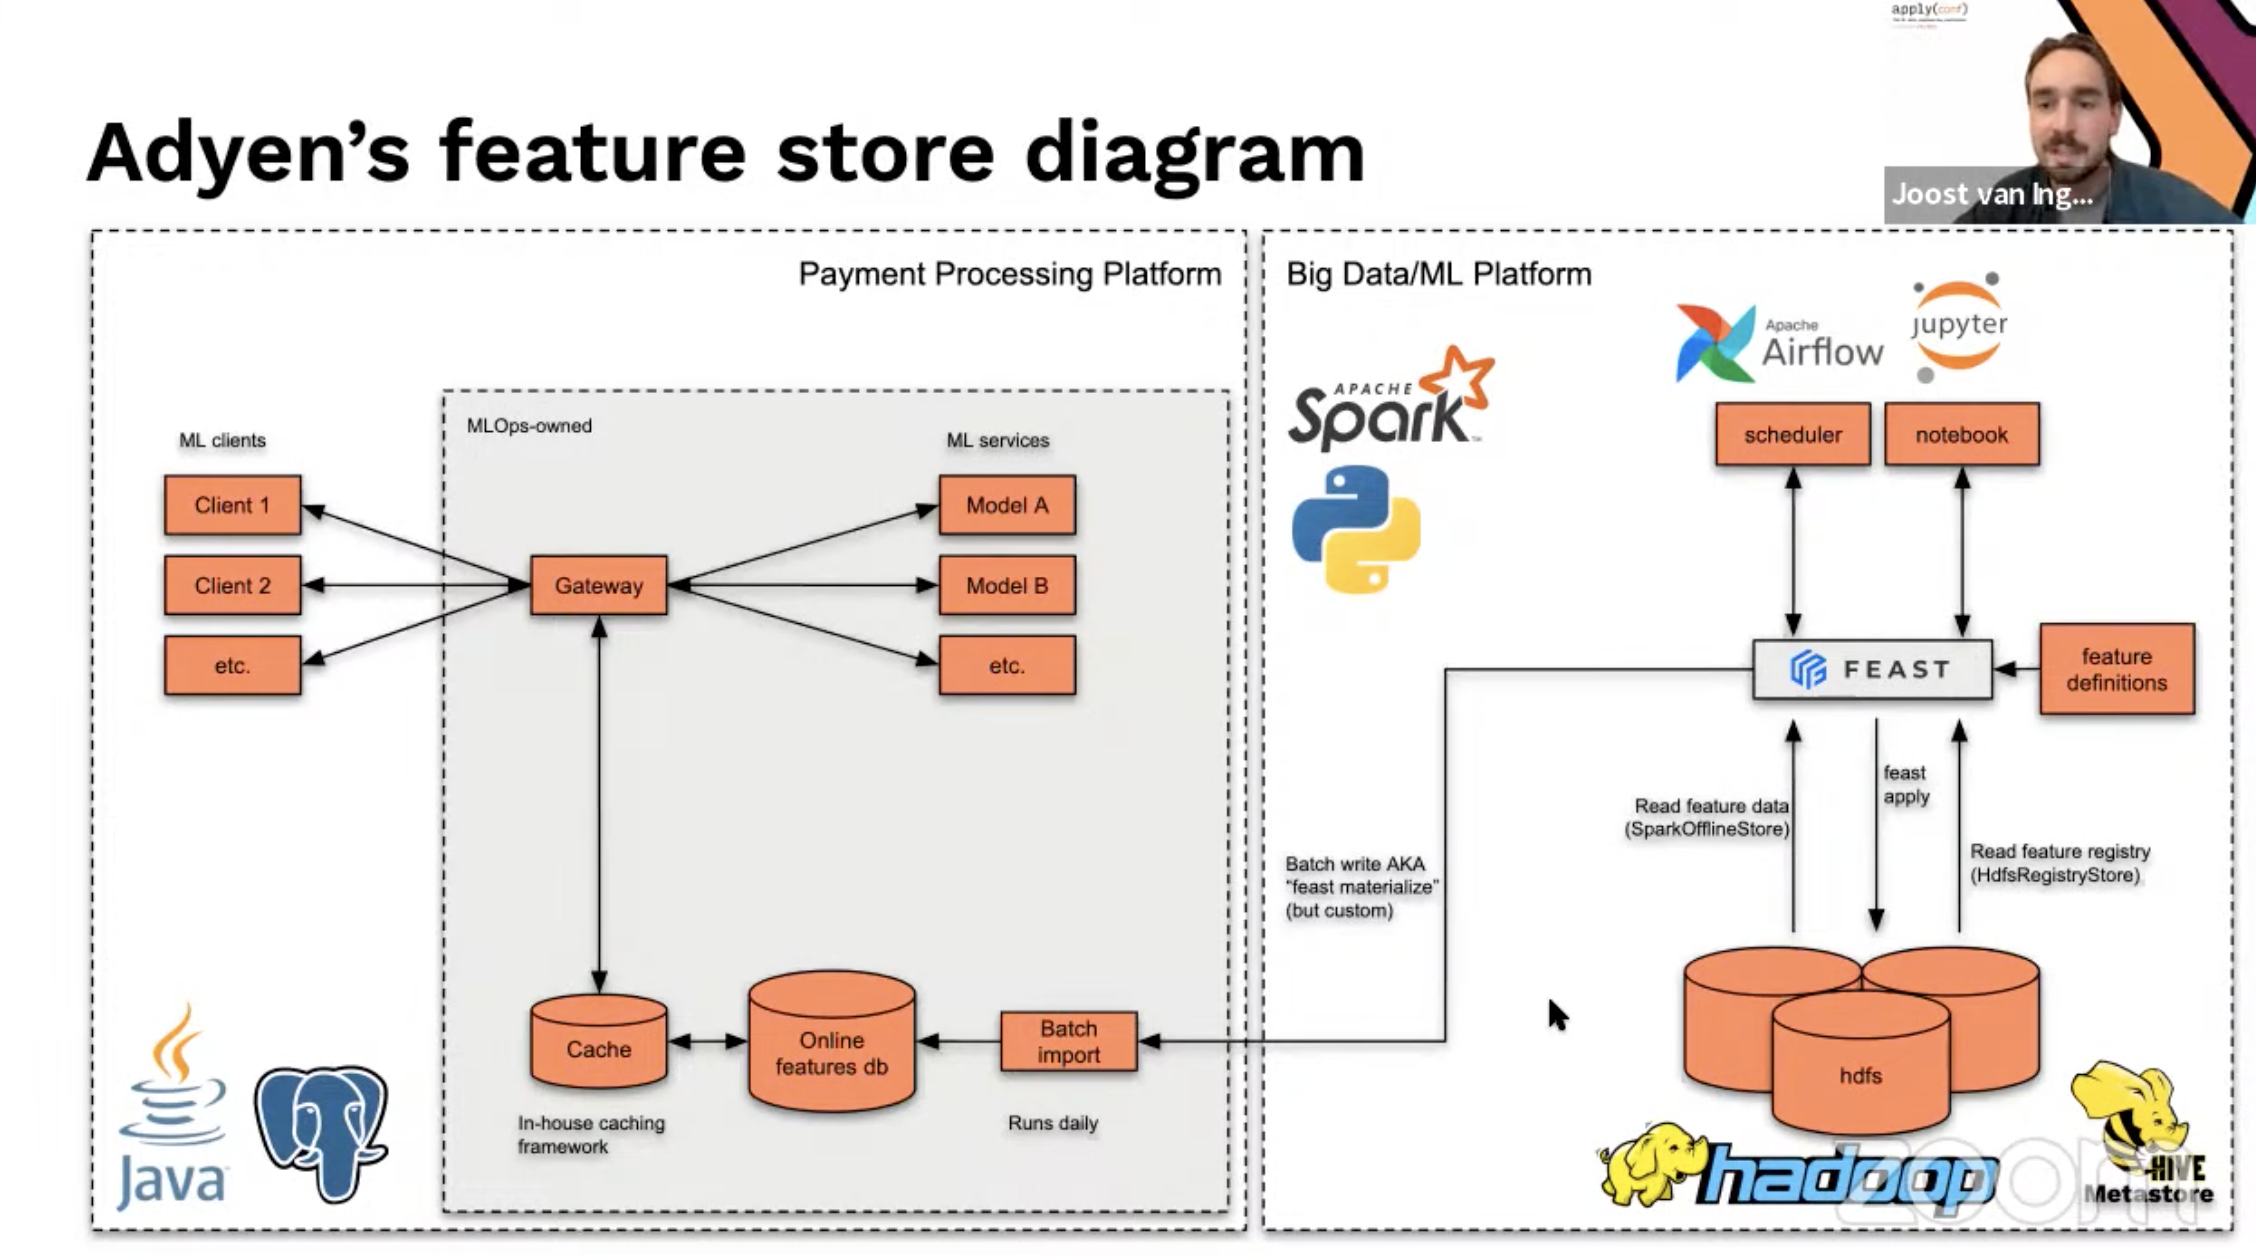 apply(conf)
Joost van Ing...
Adyen's feature store diagram
Payment Processing Platform
MLOps-owned
ML clients
Client 1
Client 2
etc.
Gateway
ML services
Model A
Model B
etc.
Cache
In-house caching
framework
Online
features db
Batch
import
Runs daily
Java
Big Data/ML Platform
APACHE
Spark
TM
Apache
Airflow
jupyter
scheduler
notebook
FEAST
feature
definitions
Read feature data
(SparkOfflineStore)
feast
apply
Read feature registry
(HdfsRegistryStore)
Batch write AKA
"feast materialize"
(but custom)
hdfs
hadoop
HIVE
Metastore
zoom